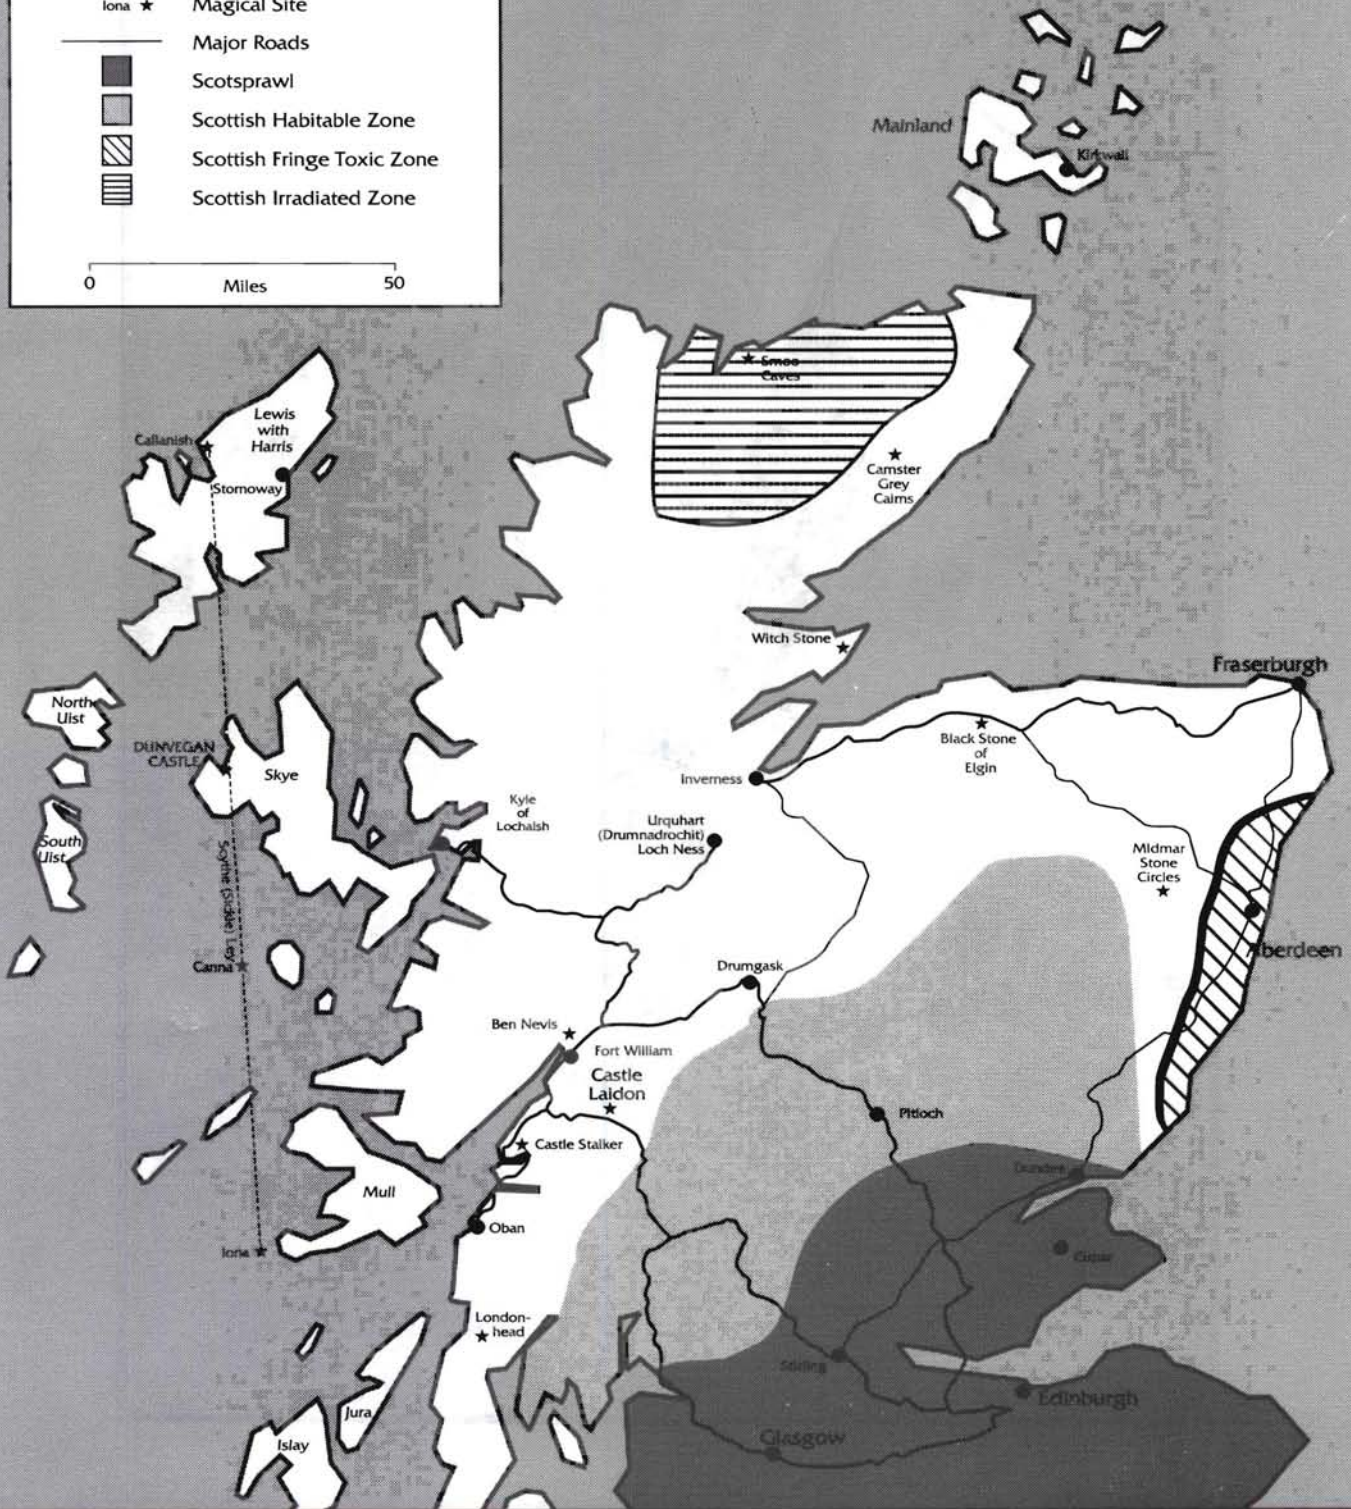 Iona ★ Magical Site
Major Roads
Scotsprawl
Scottish Habitable Zone
Scottish Fringe Toxic Zone
Scottish Irradiated Zone
0 50
Miles
Mainland
Kirkwall
Smoo
Caves
Lewis
with
Harris
Callanish
Stornoway
Camster
Grey
Cairns
Witch Stone
Fraserburgh
North
Uist
DUNVEGAN
CASTLE
Skye
Black Stone
of
Elgin
Inverness
Kyle
of
Lochalsh
Urquhart
(Drumnadrochit)
Loch Ness
South
Uist
Midmar
Stone
Circles
Scythe (Sickle) Ley
Aberdeen
Canna
Drumgask
Ben Nevis
Fort William
Castle
Laidon
Pitloch
Castle Stalker
Dundee
Mull
Oban
Iona
Cupar
London-
head
Stirling
Edinburgh
Jura
Glasgow
Islay